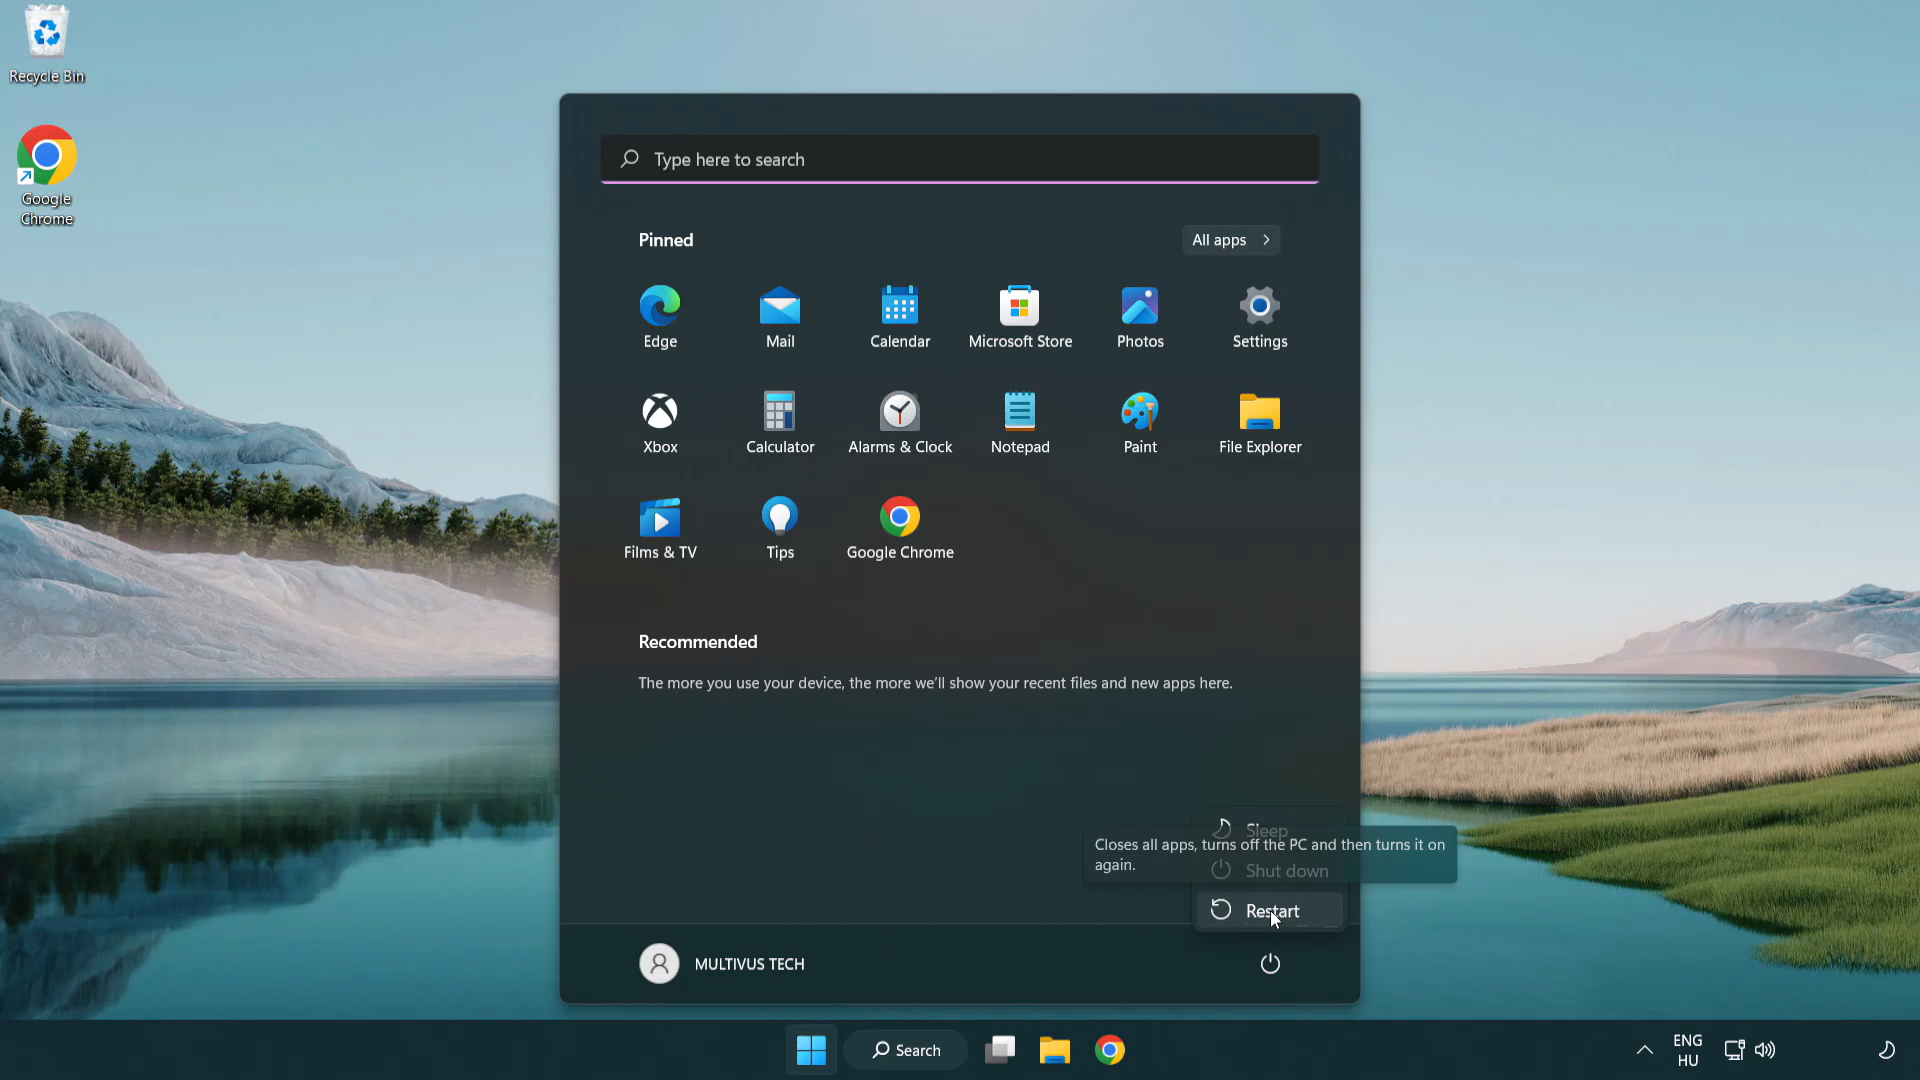 Recycle Bin
Google
Chrome
Type here to search
Pinned
All apps
Edge
Mail
Calendar
Microsoft Store
Photos
Settings
Xbox
Calculator
Alarms & Clock
Notepad
Paint
File Explorer
Films & TV
Tips
Google Chrome
Recommended
The more you use your device, the more we'll show your recent files and new apps here.
Sleep
Closes all apps, turns off the PC and then turns it on
again.
Shut down
Restart
MULTIVUS TECH
Search
ENG
HU